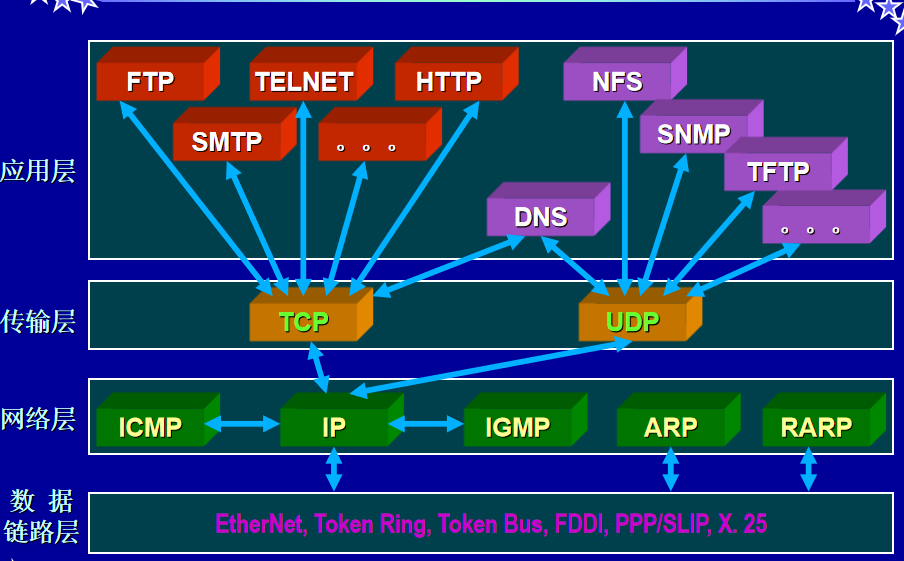 FTP
TELNET
HTTP
NFS
SMTP
。。。
SNMP
应用层
TFTP
DNS
。。。
传输层
TCP
UDP
网络层
ICMP
IP
IGMP
ARP
RARP
数 据
链路层
EtherNet, Token Ring, Token Bus, FDDI, PPP/SLIP, X. 25